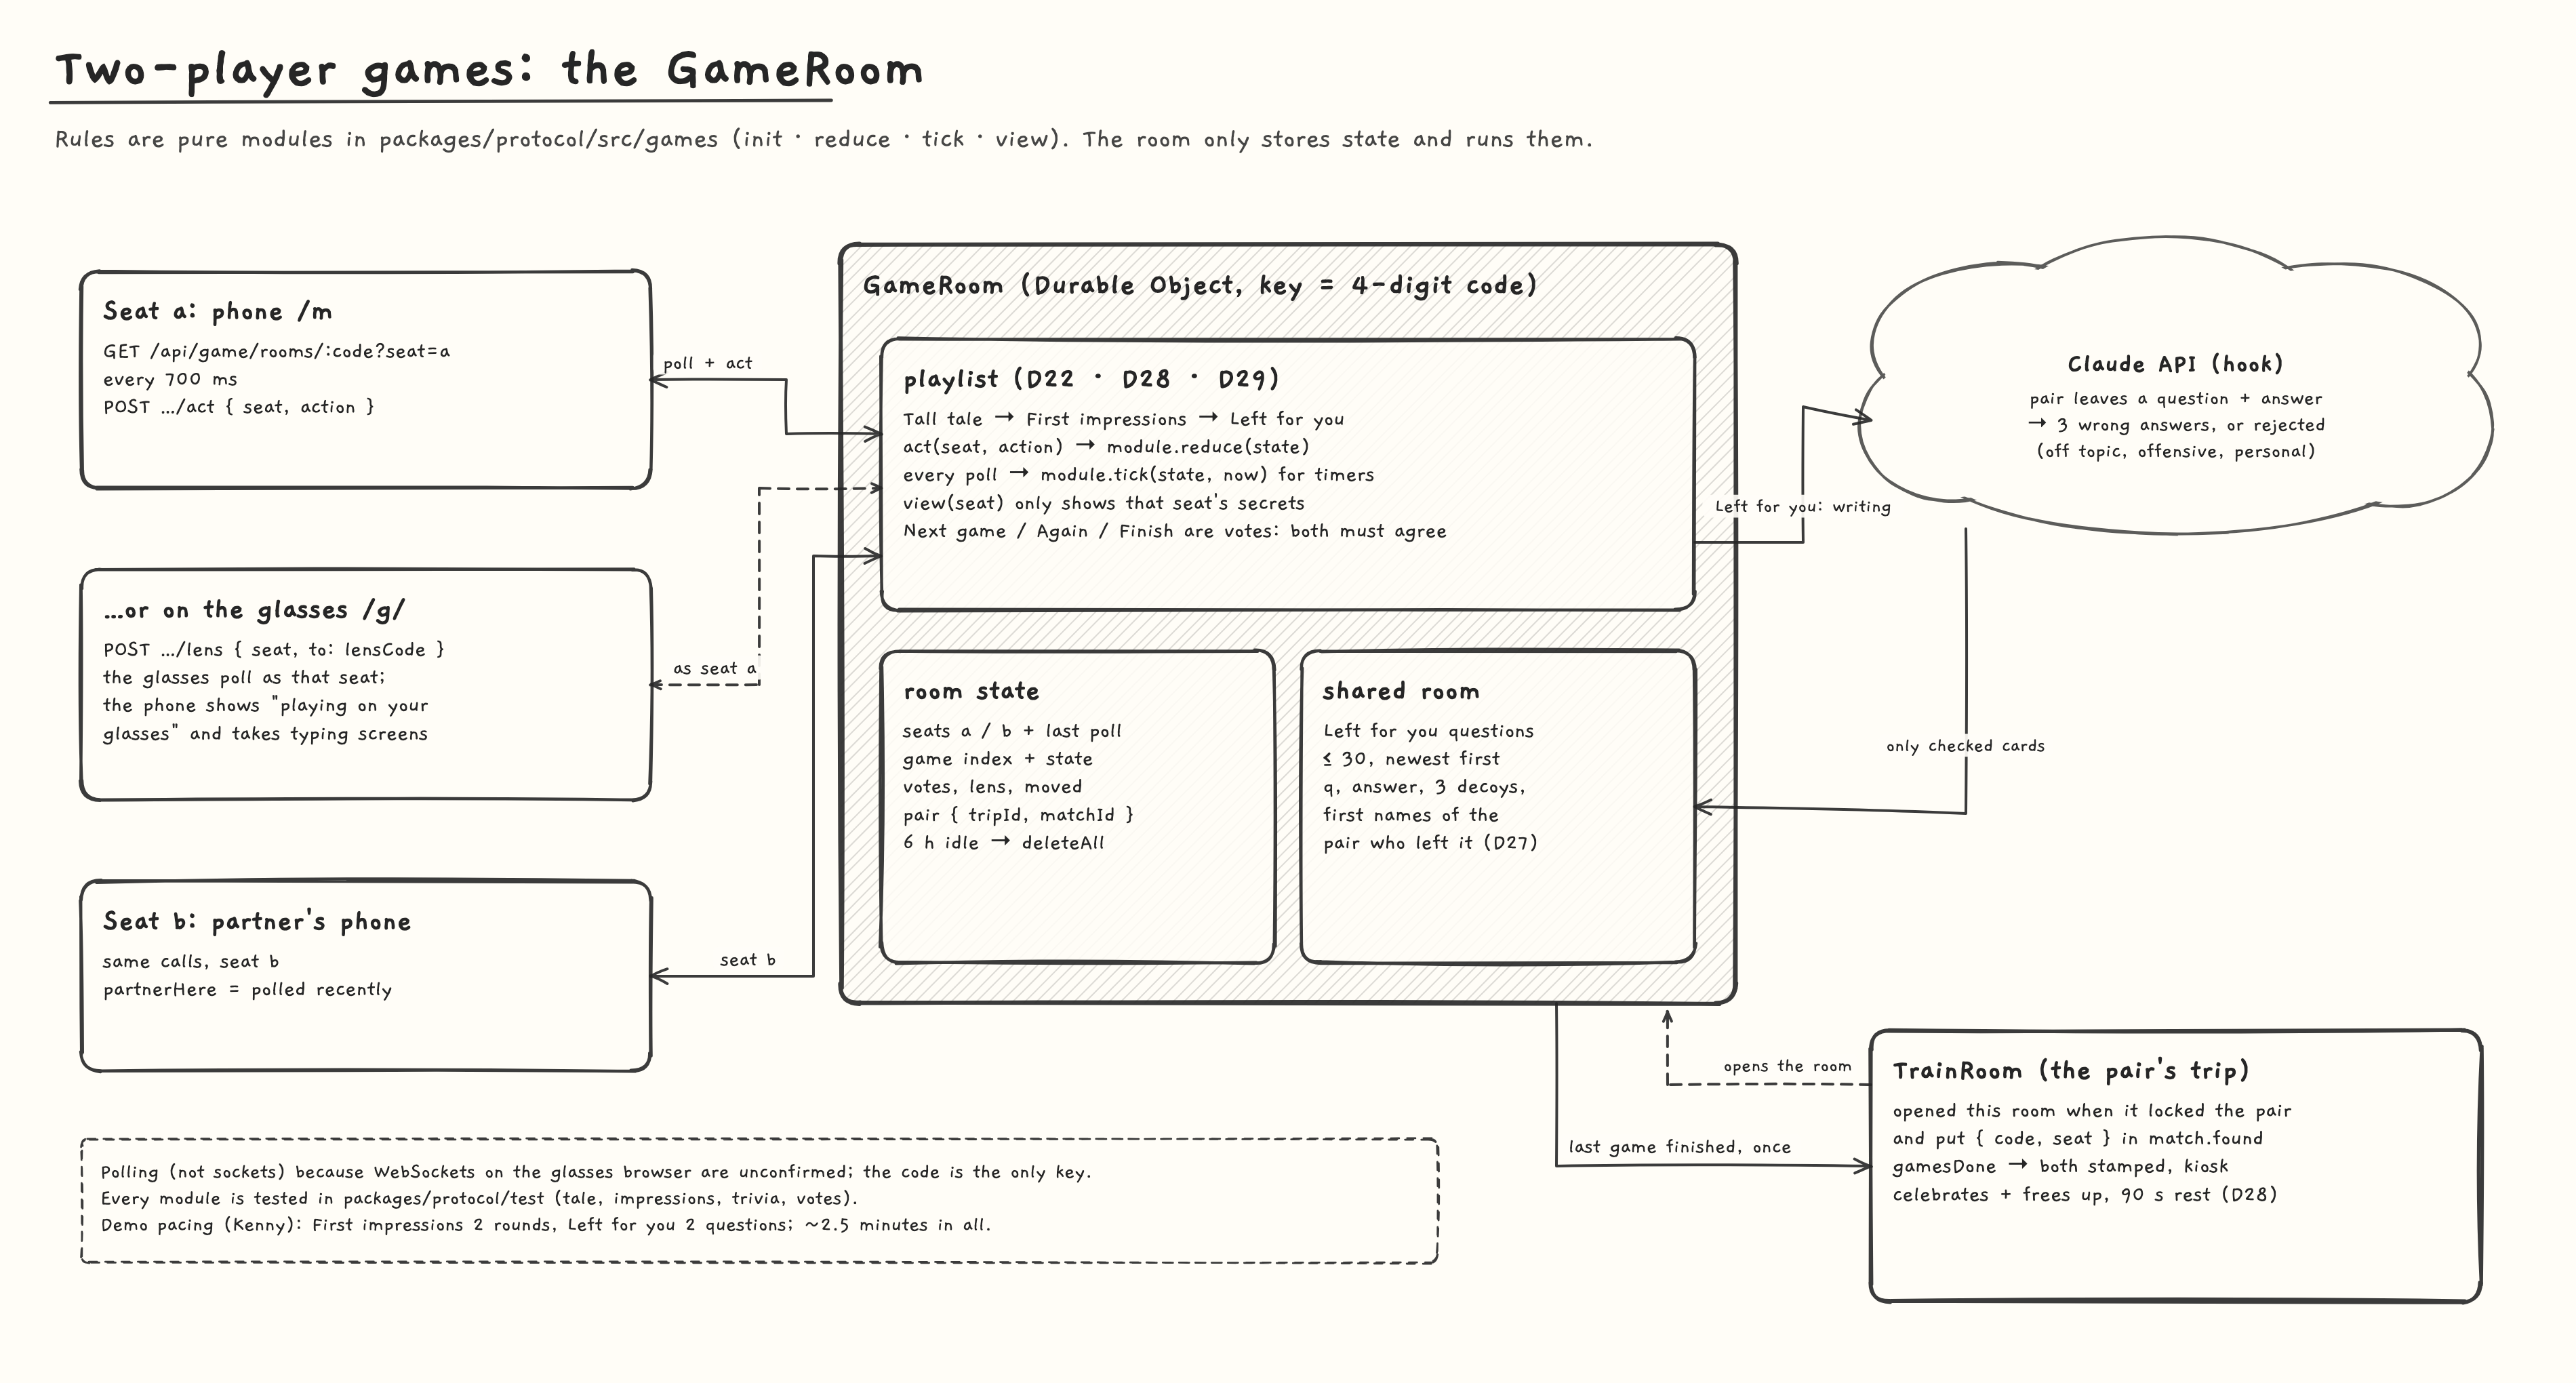 Two-player games: the GameRoom
Rules are pure modules in packages/protocol/src/games (init · reduce · tick · view). The room only stores state and runs them.
Seat a: phone /m
GET /api/game/rooms/:code?seat=a
every 700 ms
POST …/act { seat, action }
poll + act
…or on the glasses /g/
POST …/lens { seat, to: lensCode }
the glasses poll as that seat;
the phone shows "playing on your
glasses" and takes typing screens
as seat a
Seat b: partner's phone
same calls, seat b
partnerHere = polled recently
seat b
GameRoom (Durable Object, key = 4-digit code)
playlist (D22 · D28 · D29)
Tall tale → First impressions → Left for you
act(seat, action) → module.reduce(state)
every poll → module.tick(state, now) for timers
view(seat) only shows that seat's secrets
Next game / Again / Finish are votes: both must agree
room state
seats a / b + last poll
game index + state
votes, lens, moved
pair { tripId, matchId }
6 h idle → deleteAll
shared room
Left for you questions
≤ 30, newest first
q, answer, 3 decoys,
first names of the
pair who left it (D27)
Left for you: writing
Claude API (hook)
pair leaves a question + answer
→ 3 wrong answers, or rejected
(off topic, offensive, personal)
only checked cards
opens the room
last game finished, once
TrainRoom (the pair's trip)
opened this room when it locked the pair
and put { code, seat } in match.found
gamesDone → both stamped, kiosk
celebrates + frees up, 90 s rest (D28)
Polling (not sockets) because WebSockets on the glasses browser are unconfirmed; the code is the only key.
Every module is tested in packages/protocol/test (tale, impressions, trivia, votes).
Demo pacing (Kenny): First impressions 2 rounds, Left for you 2 questions; ~2.5 minutes in all.